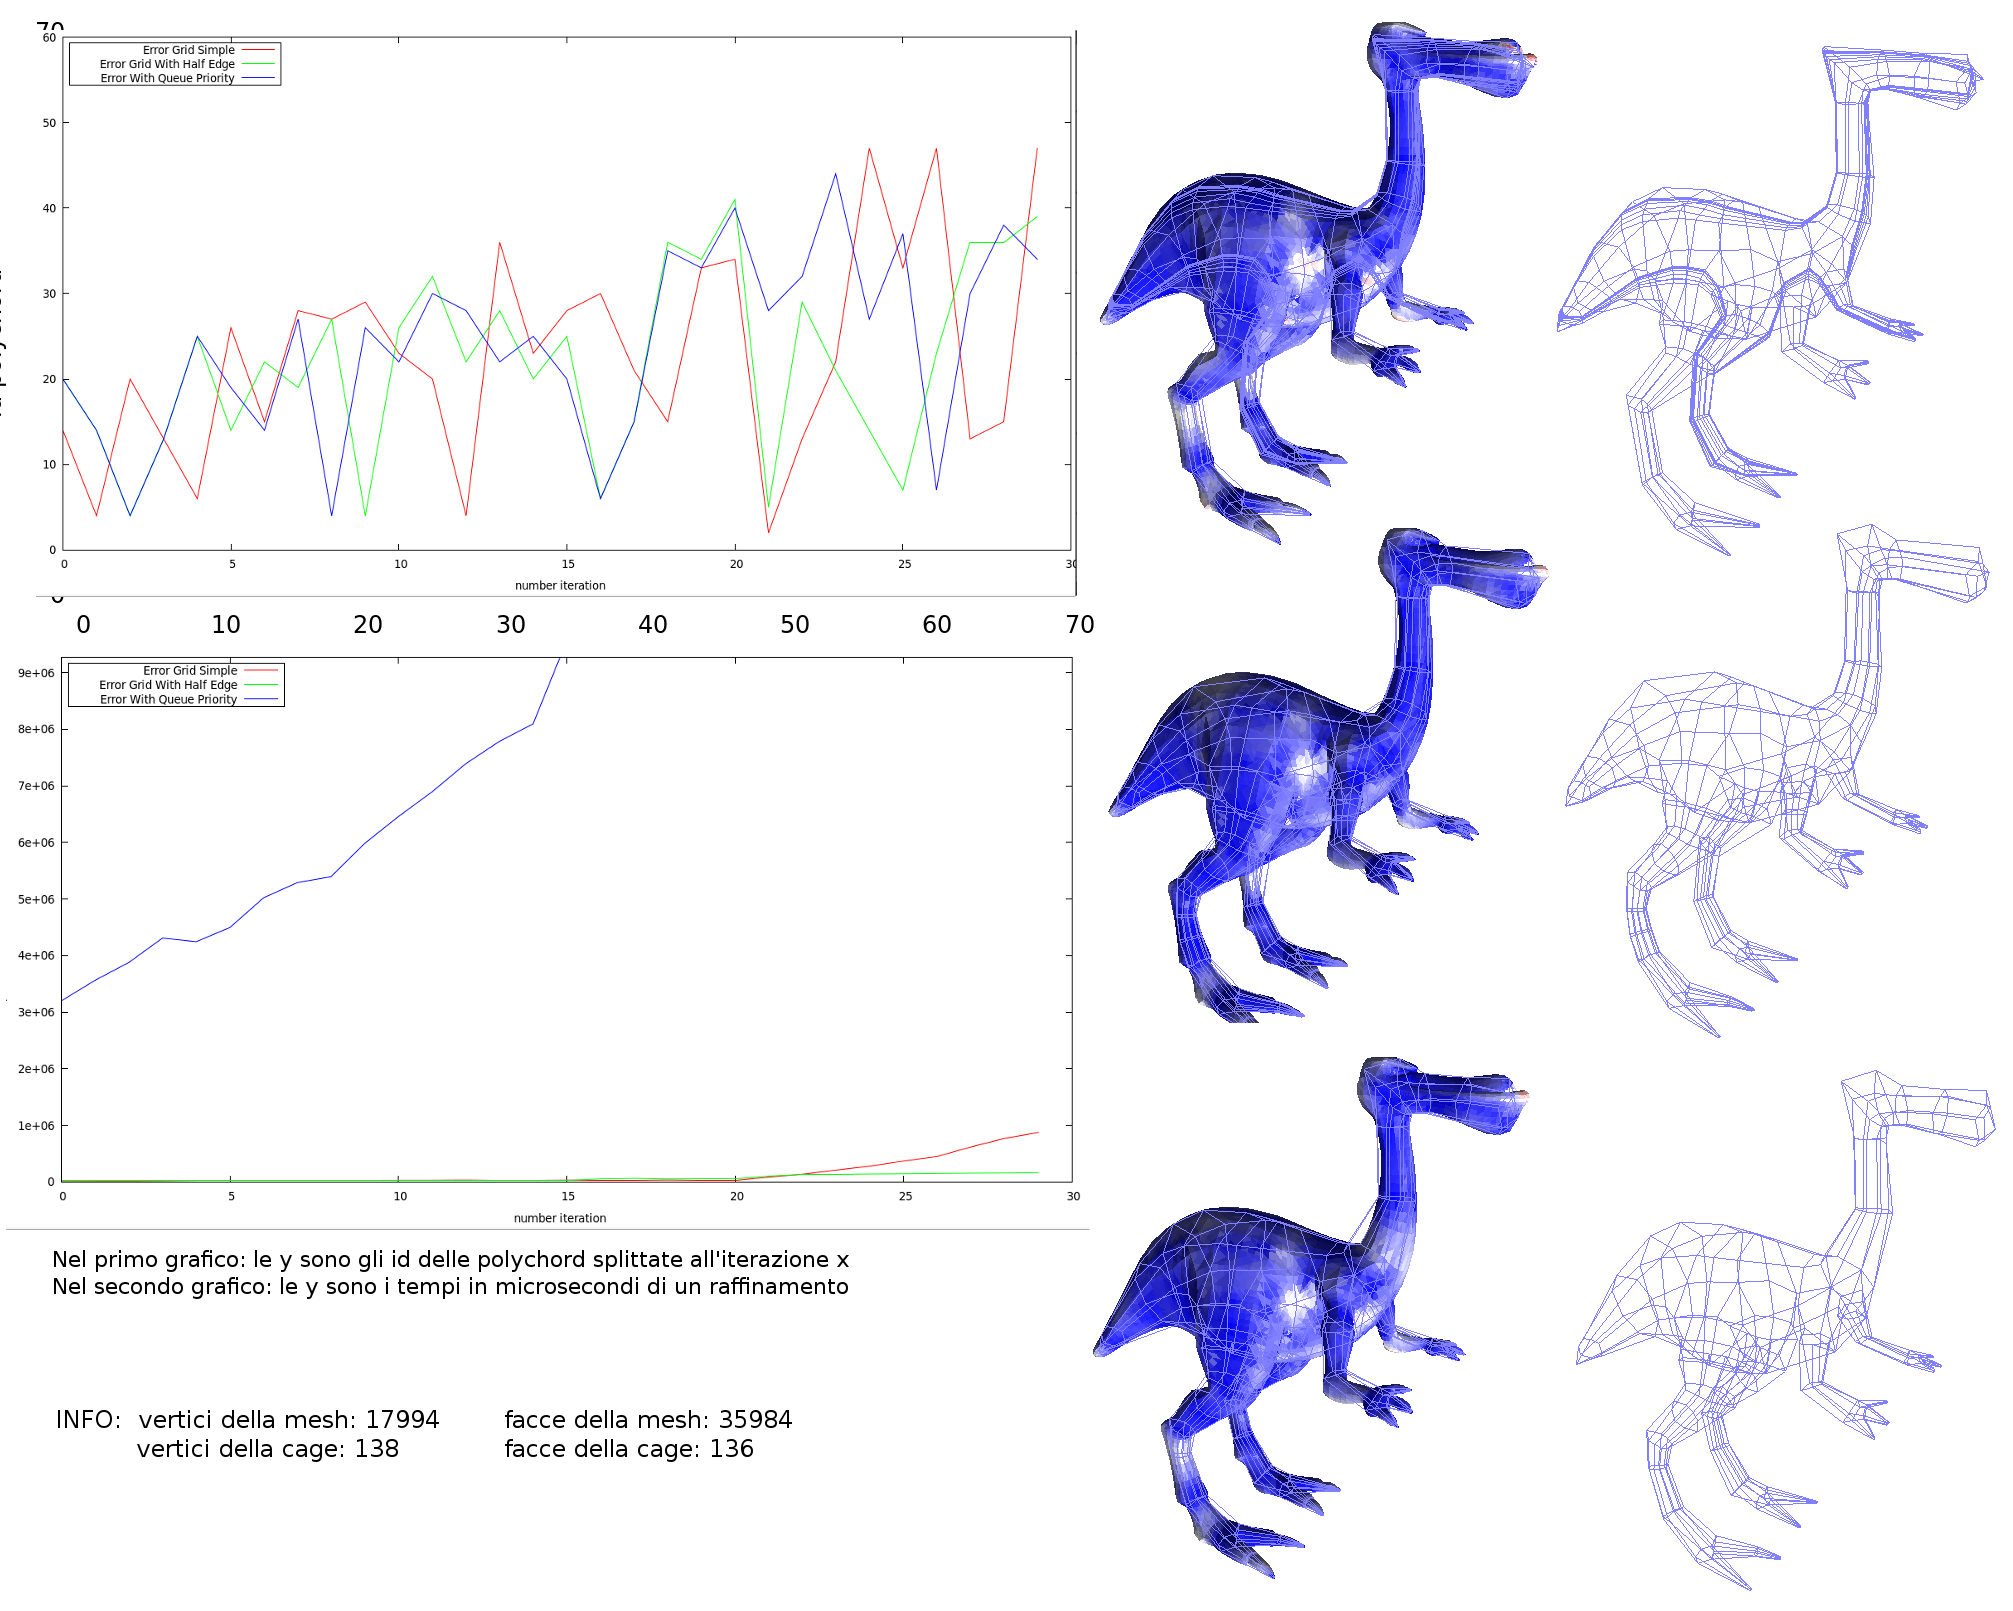 70
60
50
40
30
20
10
0
Error Grid Simple
Error Grid With Half Edge
Error With Queue Priority
0 5 10 15 20 25 30
number iteration
0 10 20 30 40 50 60 70
9e+06
8e+06
7e+06
6e+06
5e+06
4e+06
3e+06
2e+06
1e+06
0
Error Grid Simple
Error Grid With Half Edge
Error With Queue Priority
0 5 10 15 20 25 30
number iteration
Nel primo grafico: le y sono gli id delle polychord splittate all'iterazione x
Nel secondo grafico: le y sono i tempi in microsecondi di un raffinamento
INFO: vertici della mesh: 17994 facce della mesh: 35984
vertici della cage: 138 facce della cage: 136